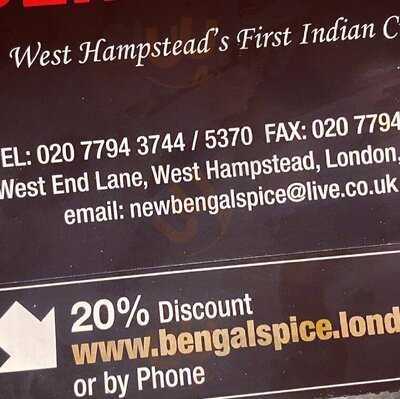 West Hampstead's First Indian C
EL: 020 7794 3744 / 5370 FAX: 020 7794
West End Lane, West Hampstead, London,
email: newbengalspice@live.co.uk
20% Discount
www.bengalspice.lond
or by Phone